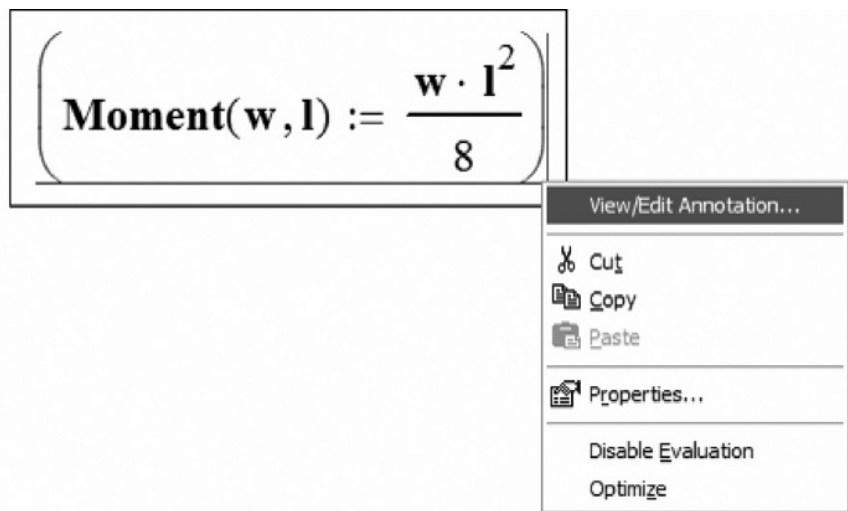 Moment(w, l) := w · l² / 8
View/Edit Annotation...
Cut
Copy
Paste
Properties...
Disable Evaluation
Optimize